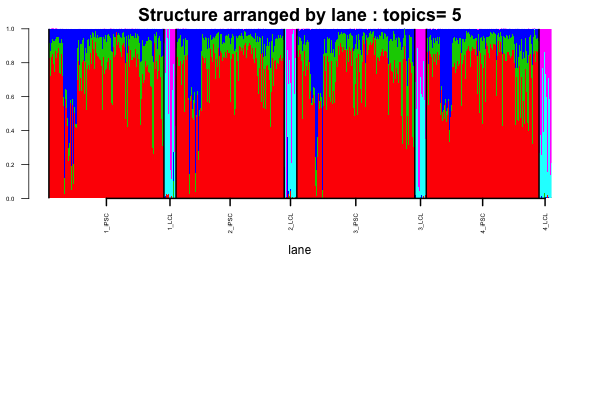 Structure arranged by lane : topics= 5
1.0
0.8
0.6
0.4
0.2
0.0
1_iPSC
1_LCL
2_iPSC
2_LCL
3_iPSC
3_LCL
4_iPSC
4_LCL
lane